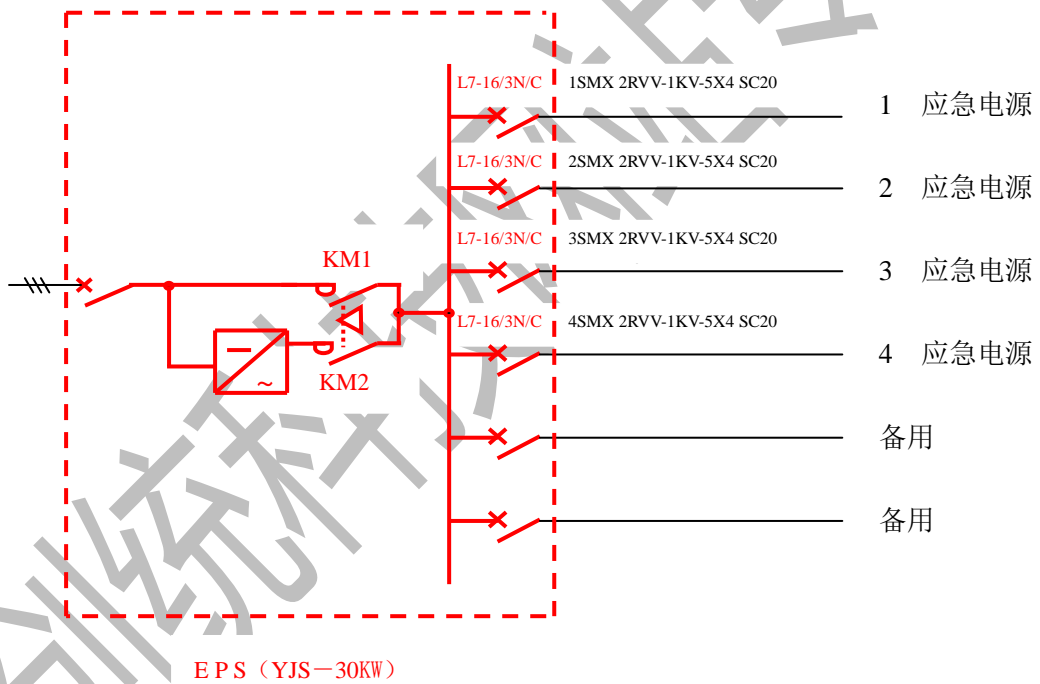 L7-16/3N/C 1SMX 2RVV-1KV-5X4 SC20
1 应急电源
L7-16/3N/C 2SMX 2RVV-1KV-5X4 SC20
2 应急电源
L7-16/3N/C 3SMX 2RVV-1KV-5X4 SC20
3 应急电源
KM1
L7-16/3N/C 4SMX 2RVV-1KV-5X4 SC20
4 应急电源
~
KM2
备用
备用
EPS（YJS－30KW）